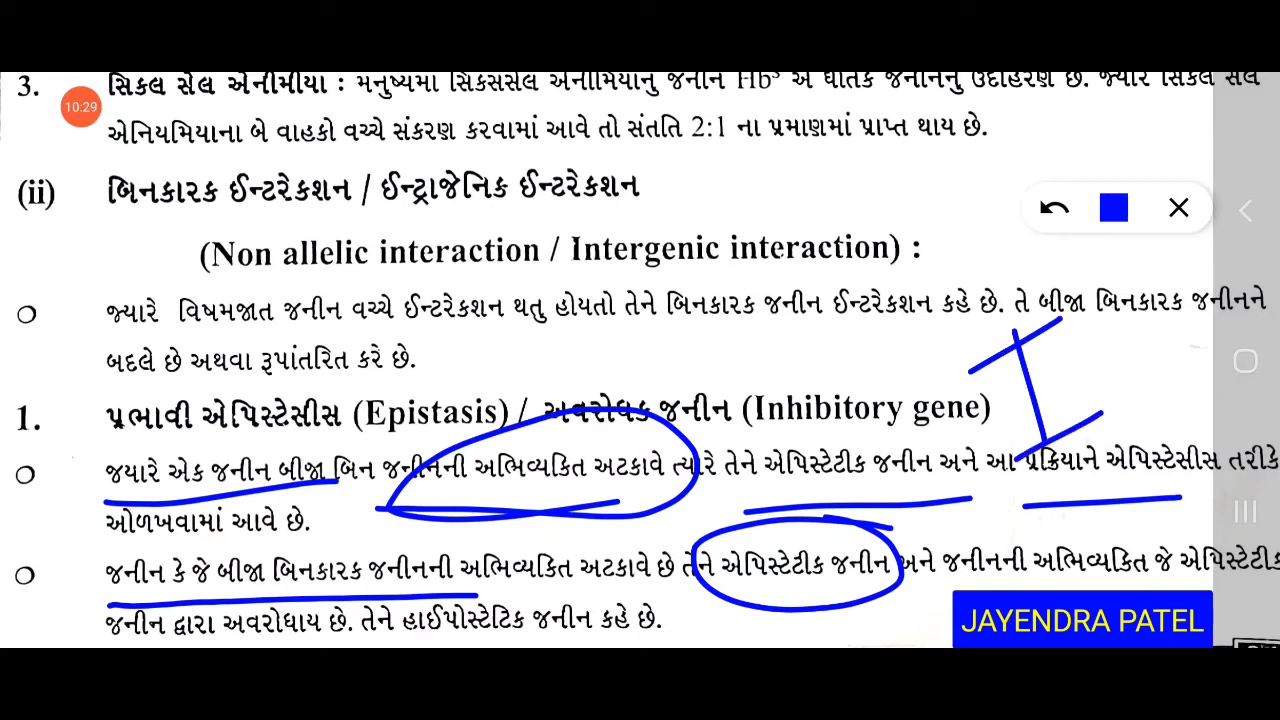 3. સિકલ સેલ એનીમીયા : મનુષ્યમા સિકસસેલ એનીમિયાનુ જનીન Hbˢ એ ઘાતક જનીનનુ ઉદાહરણ છે. જ્યારે સિકલ સેલ
10:29
એનિયમિયાના બે વાહકો વચ્ચે સંકરણ કરવામાં આવે તો સંતતિ 2:1 ના પ્રમાણમાં પ્રાપ્ત થાય છે.
(ii) બિનકારક ઈન્ટરેકશન / ઈન્ટ્રાજેનિક ઈન્ટરેકશન
(Non allelic interaction / Intergenic interaction) :
જ્યારે વિષમજાત જનીન વચ્ચે ઈન્ટરેકશન થતુ હોયતો તેને બિનકારક જનીન ઈન્ટરેકશન કહે છે. તે બીજા બિનકારક જનીનને
બદલે છે અથવા રૂપાંતરિત કરે છે.
I
1. પ્રભાવી એપિસ્ટેસીસ (Epistasis) / અવરોધક જનીન (Inhibitory gene)
જયારે એક જનીન બીજા બિન જનીનની અભિવ્યકિત અટકાવે ત્યારે તેને એપિસ્ટેટીક જનીન અને આ પ્રક્રિયાને એપિસ્ટેસીસ તરીકે
ઓળખવામાં આવે છે.
જનીન કે જે બીજા બિનકારક જનીનની અભિવ્યકિત અટકાવે છે તેને એપિસ્ટેટીક જનીન અને જનીનની અભિવ્યકિત જે એપિસ્ટેટીક
જનીન દ્વારા અવરોધાય છે. તેને હાઈપોસ્ટેટિક જનીન કહે છે.
JAYENDRA PATEL